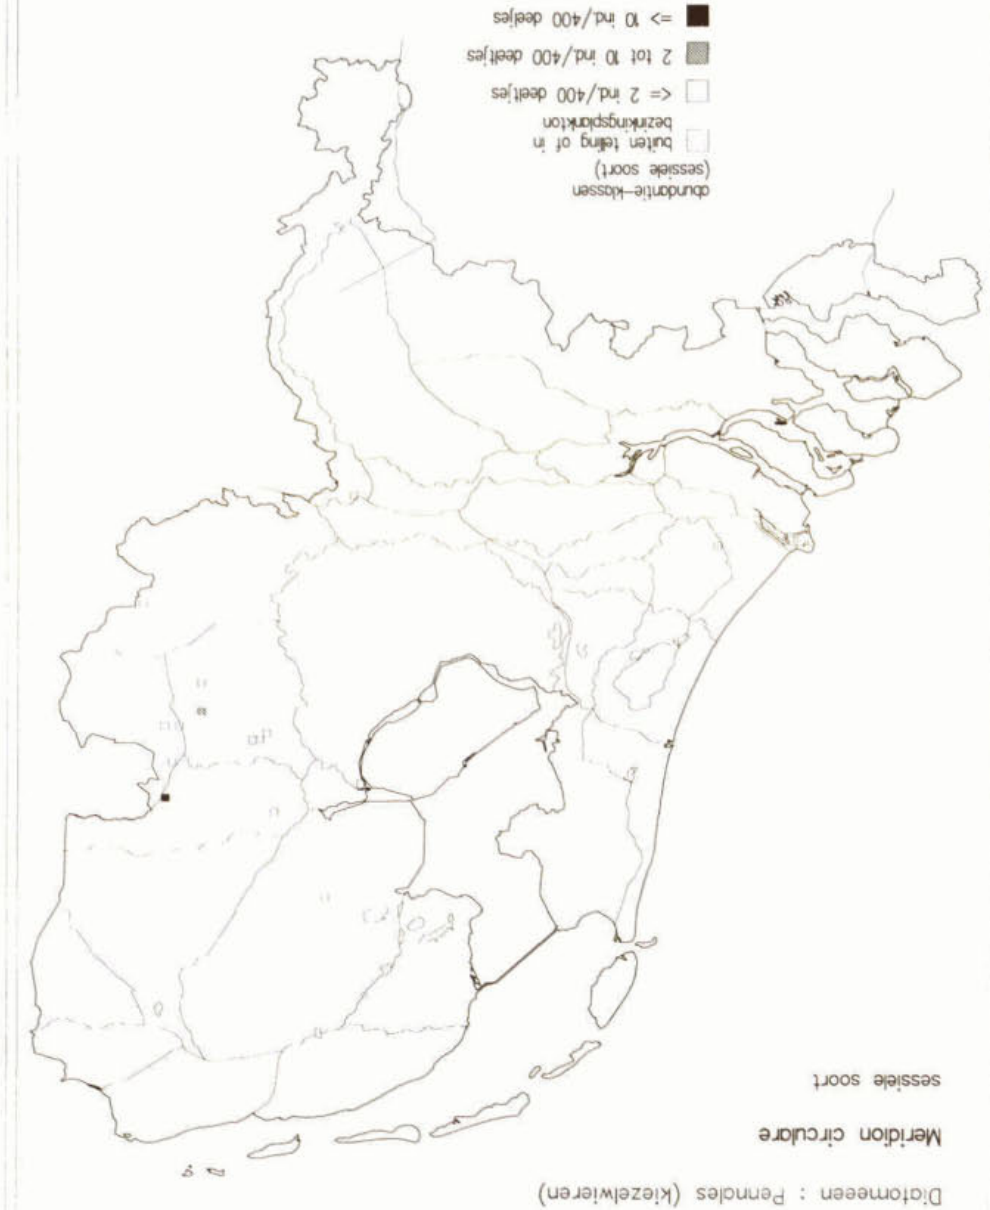 Diatomeeen : Pennales (kiezelwieren)
Meridion circulare
sessiele soort
abundantie-klassen
(sessiele soort)
buiten telling of in
bezinkingsplankton
<= 2 ind./400 deeltjes
2 tot 10 ind./400 deeltjes
=> 10 ind./400 deeltjes